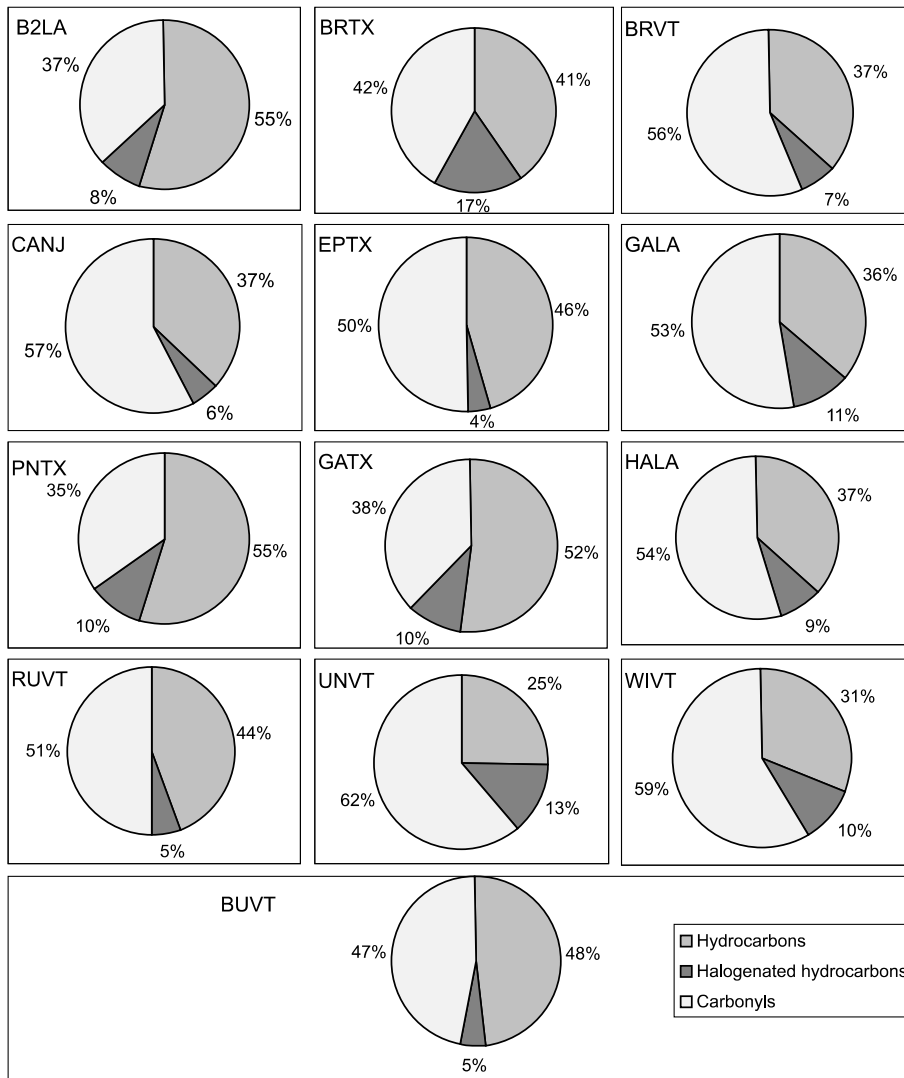 B2LA
37%
55%
8%
BRTX
42%
41%
17%
BRVT
37%
56%
7%
CANJ
37%
57%
6%
EPTX
50%
46%
4%
GALA
36%
53%
11%
PNTX
35%
55%
10%
GATX
38%
52%
10%
HALA
37%
54%
9%
RUVT
51%
44%
5%
UNVT
25%
62%
13%
WIVT
31%
59%
10%
BUVT
47%
48%
5%
Hydrocarbons
Halogenated hydrocarbons
Carbonyls